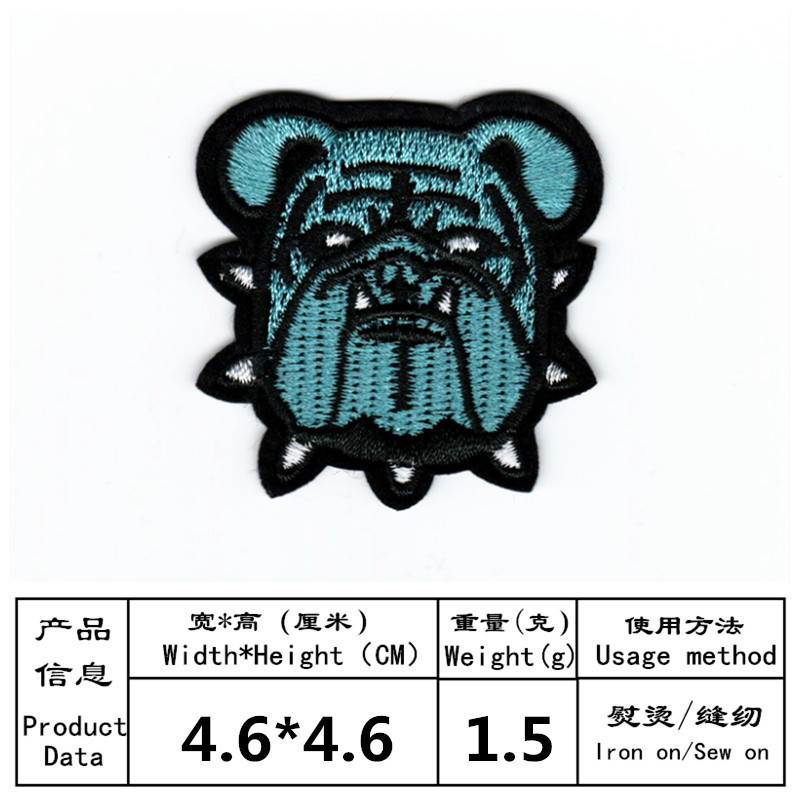 产品
信息
Product
Data
宽*高 (厘米)
Width*Height (CM)
重量(克)
Weight(g)
使用方法
Usage method
4.6*4.6
1.5
熨烫/缝纫
Iron on/Sew on